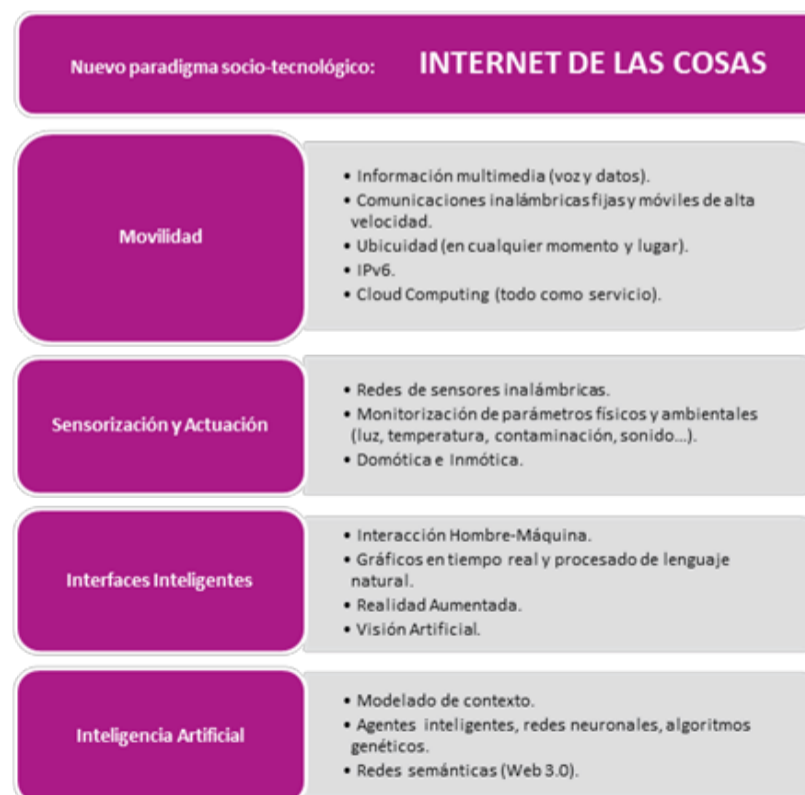 Nuevo paradigma socio-tecnológico: INTERNET DE LAS COSAS
Movilidad
• Información multimedia (voz y datos).
• Comunicaciones inalámbricas fijas y móviles de alta
velocidad.
• Ubicuidad (en cualquier momento y lugar).
• IPv6.
• Cloud Computing (todo como servicio).
Sensorización y Actuación
• Redes de sensores inalámbricas.
• Monitorización de parámetros físicos y ambientales
(luz, temperatura, contaminación, sonido...).
• Domótica e Inmótica.
Interfaces Inteligentes
• Interacción Hombre-Máquina.
• Gráficos en tiempo real y procesado de lenguaje
natural.
• Realidad Aumentada.
• Visión Artificial.
Inteligencia Artificial
• Modelado de contexto.
• Agentes inteligentes, redes neuronales, algoritmos
genéticos.
• Redes semánticas (Web 3.0).